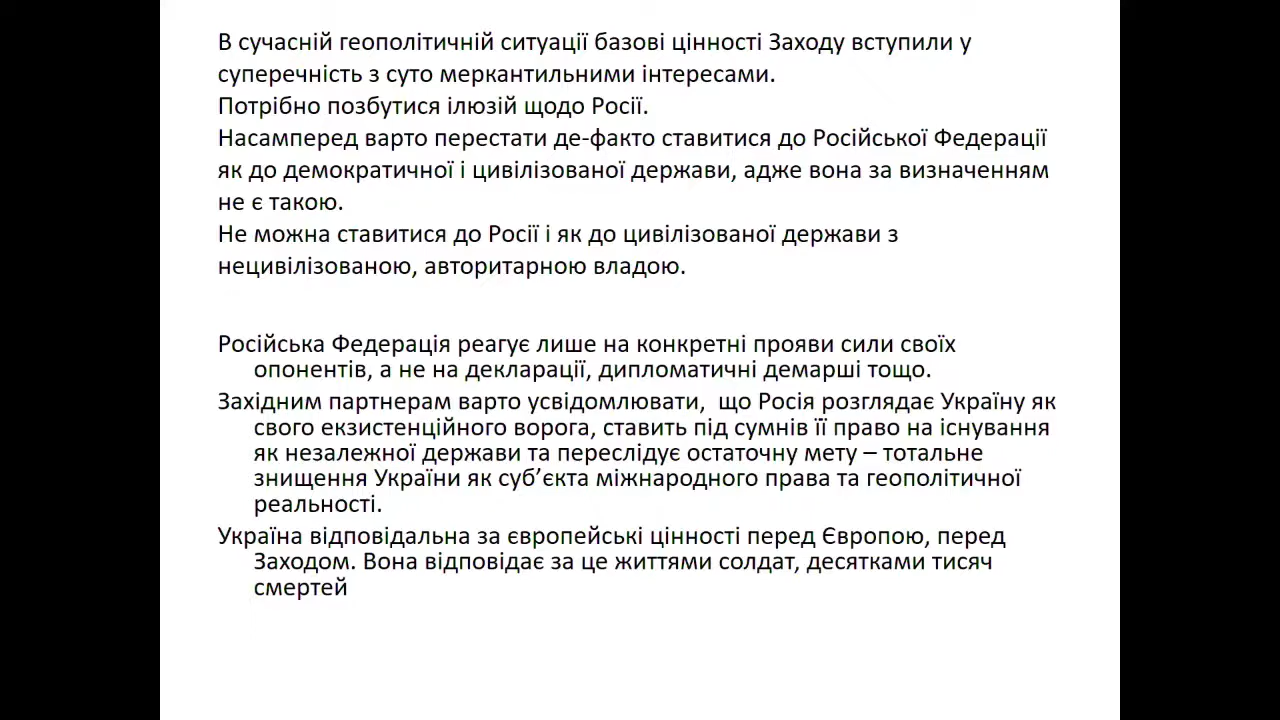 В сучасній геополітичній ситуації базові цінності Заходу вступили у
суперечність з суто меркантильними інтересами.
Потрібно позбутися ілюзій щодо Росії.
Насамперед варто перестати де-факто ставитися до Російської Федерації
як до демократичної і цивілізованої держави, адже вона за визначенням
не є такою.
Не можна ставитися до Росії і як до цивілізованої держави з
нецивілізованою, авторитарною владою.
Російська Федерація реагує лише на конкретні прояви сили своїх
опонентів, а не на декларації, дипломатичні демарші тощо.
Західним партнерам варто усвідомлювати,  що Росія розглядає Україну як
свого екзистенційного ворога, ставить під сумнів її право на існування
як незалежної держави та переслідує остаточну мету – тотальне
знищення України як суб’єкта міжнародного права та геополітичної
реальності.
Україна відповідальна за європейські цінності перед Європою, перед
Заходом. Вона відповідає за це життями солдат, десятками тисяч
смертей